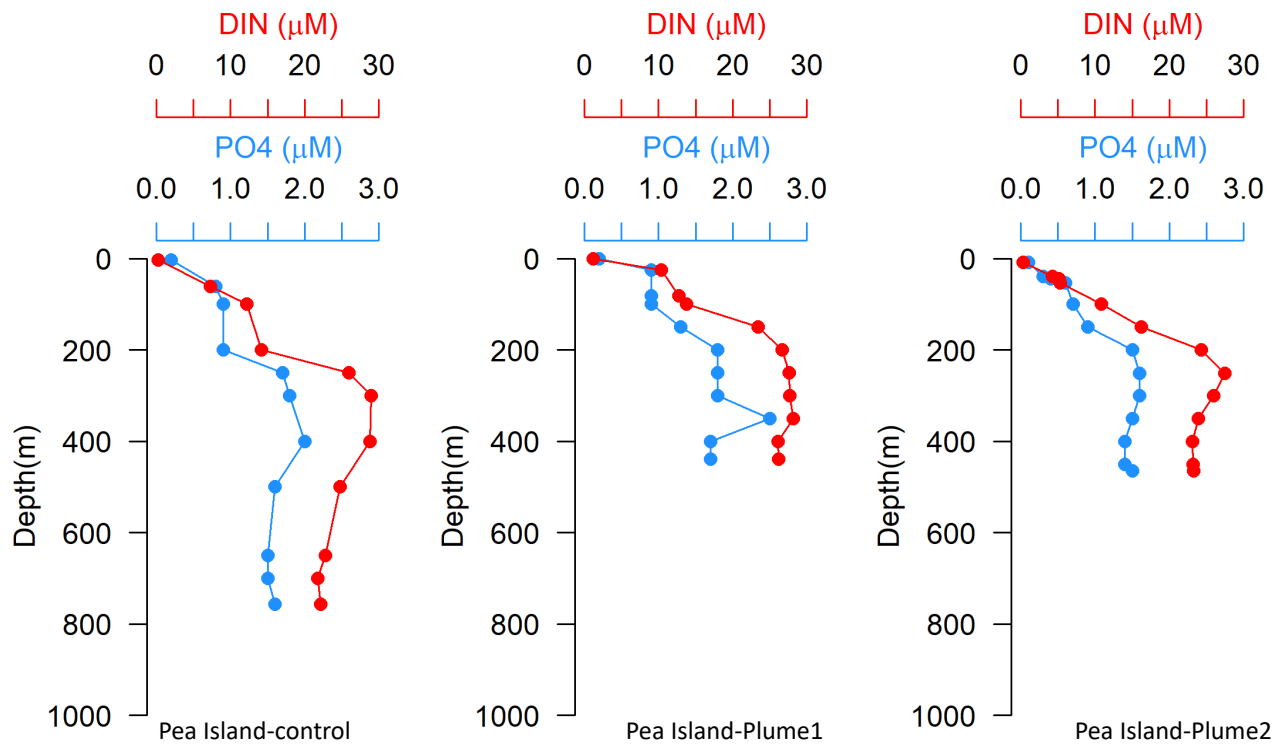 DIN (μM)
0 10 20 30
PO4 (μM)
0.0 1.0 2.0 3.0
0
200
400
600
800
1000
Depth(m)
Pea Island-control
DIN (μM)
0 10 20 30
PO4 (μM)
0.0 1.0 2.0 3.0
0
200
400
600
800
1000
Depth(m)
Pea Island-Plume1
DIN (μM)
0 10 20 30
PO4 (μM)
0.0 1.0 2.0 3.0
0
200
400
600
800
1000
Depth(m)
Pea Island-Plume2